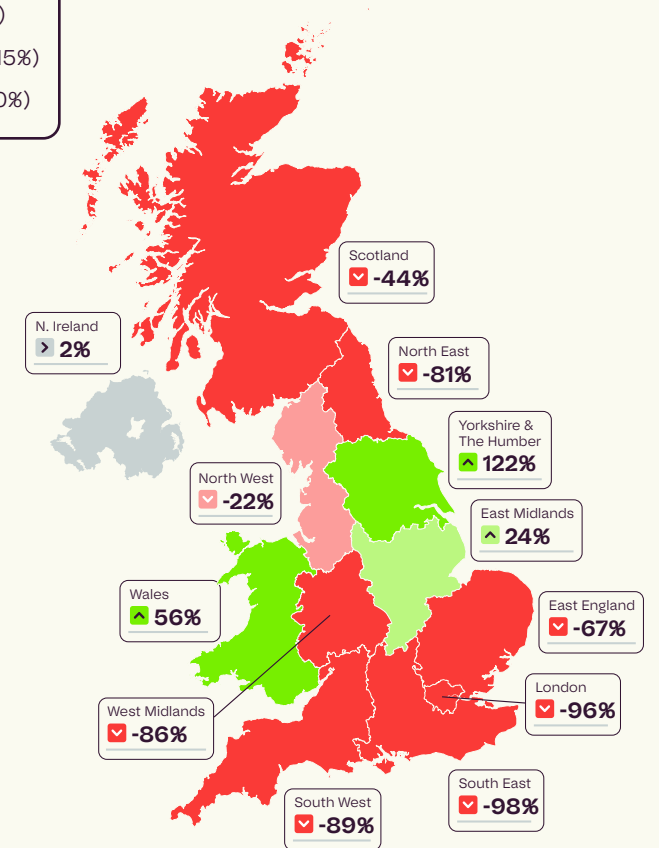 )
15%)
0%)
Scotland
-44%
N. Ireland
2%
North East
-81%
Yorkshire &
The Humber
122%
North West
-22%
East Midlands
24%
Wales
56%
East England
-67%
London
-96%
West Midlands
-86%
South East
-98%
South West
-89%